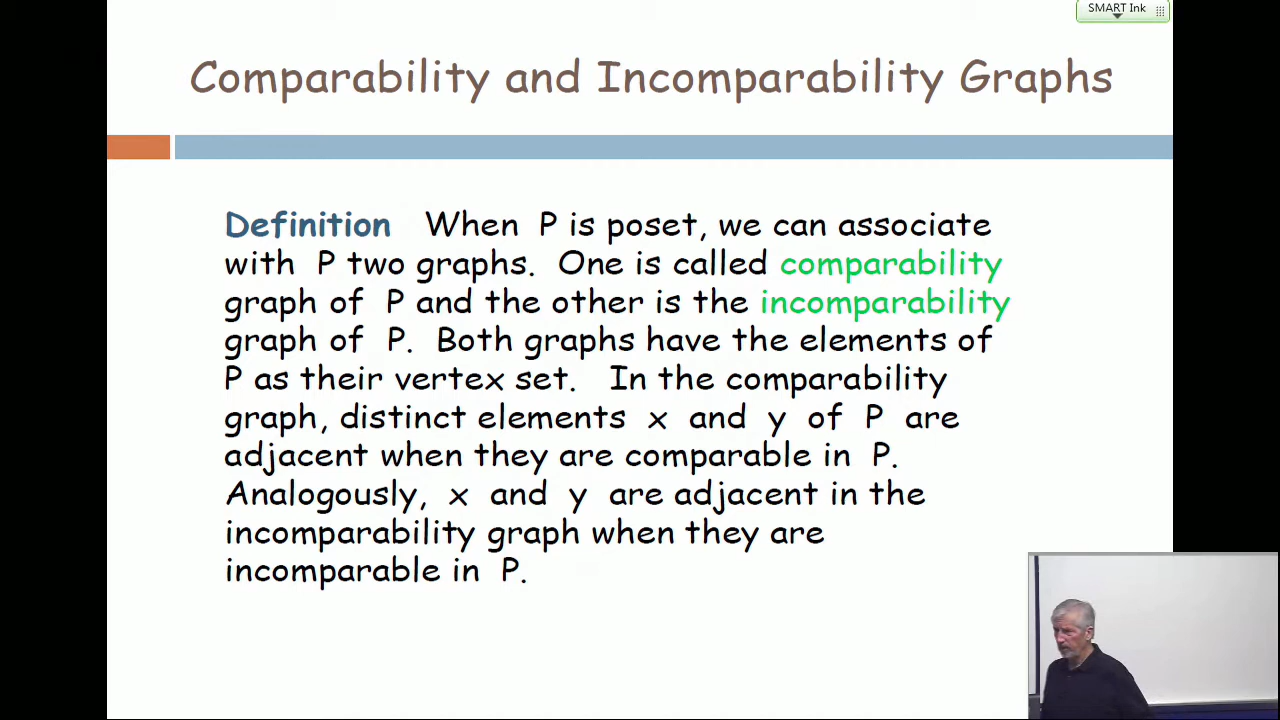 SMART Ink
Comparability and Incomparability Graphs
Definition When P is poset, we can associate
with P two graphs. One is called comparability
graph of P and the other is the incomparability
graph of P. Both graphs have the elements of
P as their vertex set. In the comparability
graph, distinct elements x and y of P are
adjacent when they are comparable in P.
Analogously, x and y are adjacent in the
incomparability graph when they are
incomparable in P.